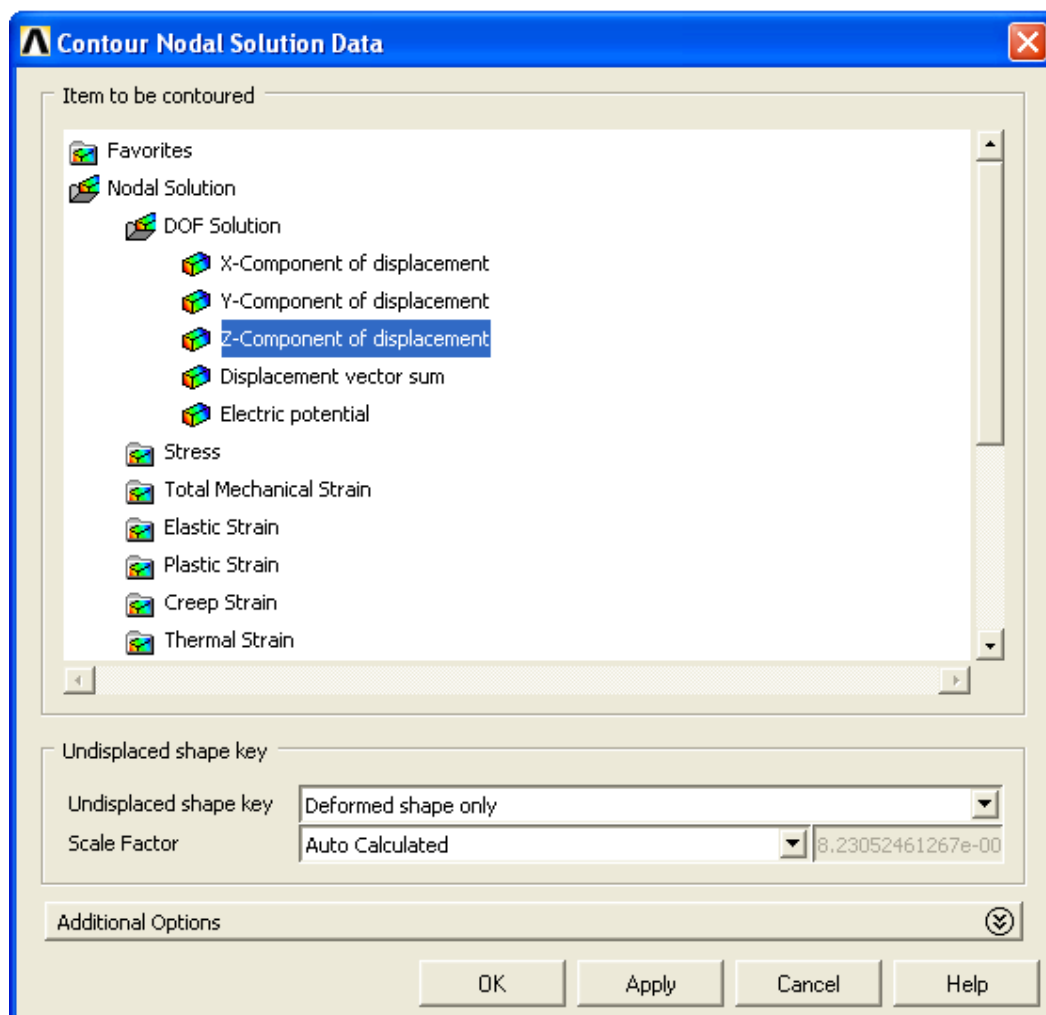 Contour Nodal Solution Data
Item to be contoured
Favorites
Nodal Solution
DOF Solution
X-Component of displacement
Y-Component of displacement
Z-Component of displacement
Displacement vector sum
Electric potential
Stress
Total Mechanical Strain
Elastic Strain
Plastic Strain
Creep Strain
Thermal Strain
Undisplaced shape key
Undisplaced shape key Deformed shape only
Scale Factor Auto Calculated 8.23052461267e-00
Additional Options
OK Apply Cancel Help